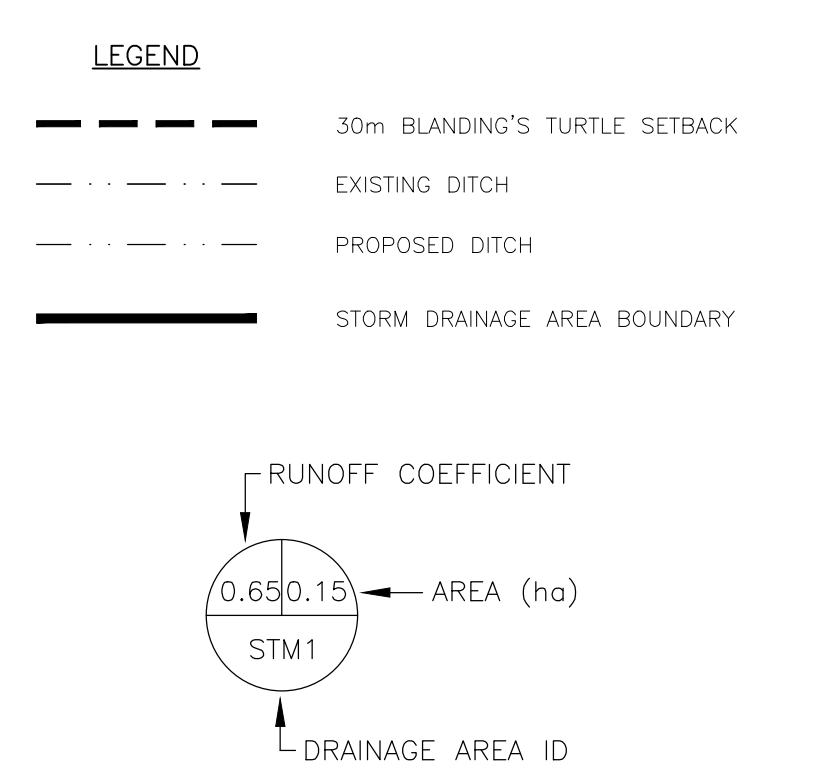 LEGEND
30m BLANDING'S TURTLE SETBACK
EXISTING DITCH
PROPOSED DITCH
STORM DRAINAGE AREA BOUNDARY
RUNOFF COEFFICIENT
0.65 0.15
AREA (ha)
STM1
DRAINAGE AREA ID